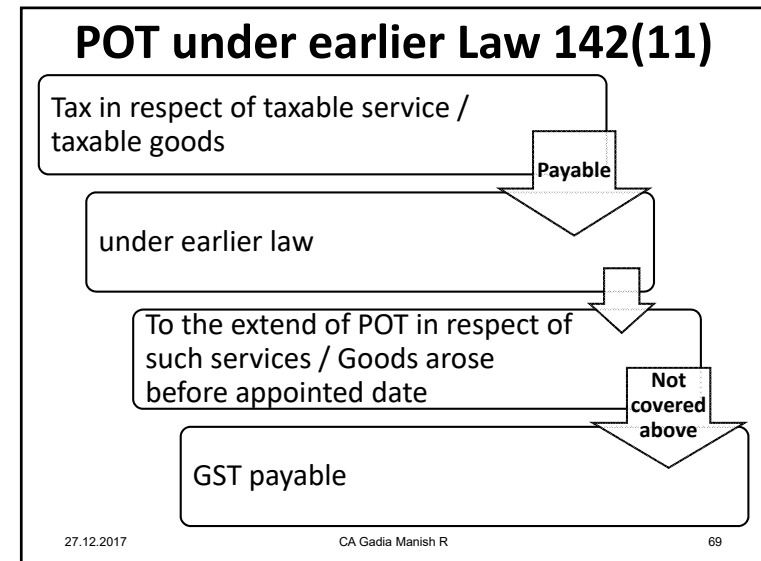 POT under earlier Law 142(11)
Tax in respect of taxable service /
taxable goods
Payable
under earlier law
To the extend of POT in respect of
such services / Goods arose
before appointed date
Not
covered
above
GST payable
27.12.2017
CA Gadia Manish R
69